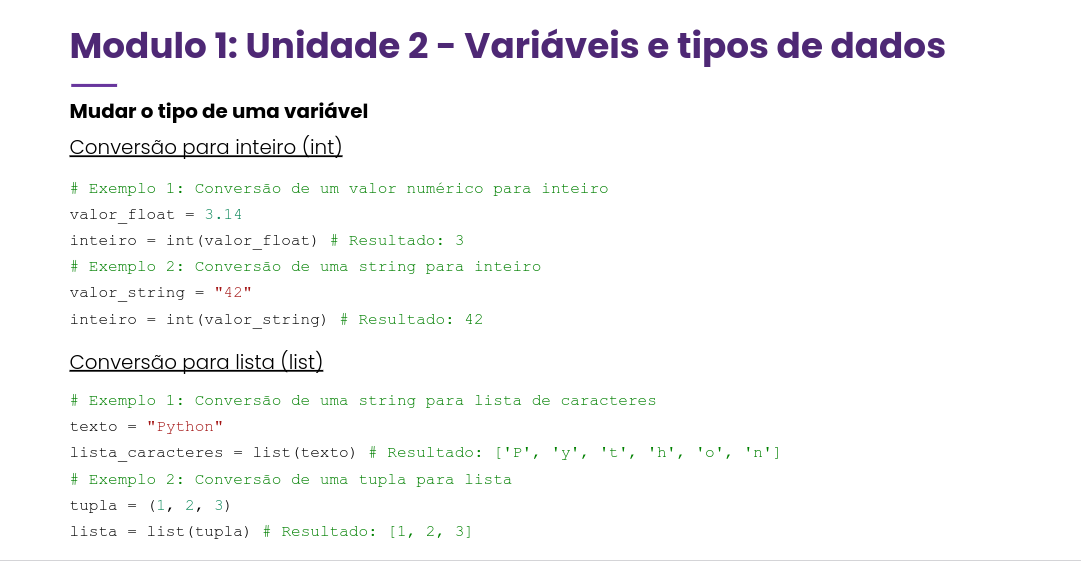 Modulo 1: Unidade 2 - Variáveis e tipos de dados
Mudar o tipo de uma variável
Conversão para inteiro (int)
# Exemplo 1: Conversão de um valor numérico para inteiro
valor_float = 3.14
inteiro = int(valor_float) # Resultado: 3
# Exemplo 2: Conversão de uma string para inteiro
valor_string = "42"
inteiro = int(valor_string) # Resultado: 42
Conversão para lista (list)
# Exemplo 1: Conversão de uma string para lista de caracteres
texto = "Python"
lista_caracteres = list(texto) # Resultado: ['P', 'y', 't', 'h', 'o', 'n']
# Exemplo 2: Conversão de uma tupla para lista
tupla = (1, 2, 3)
lista = list(tupla) # Resultado: [1, 2, 3]